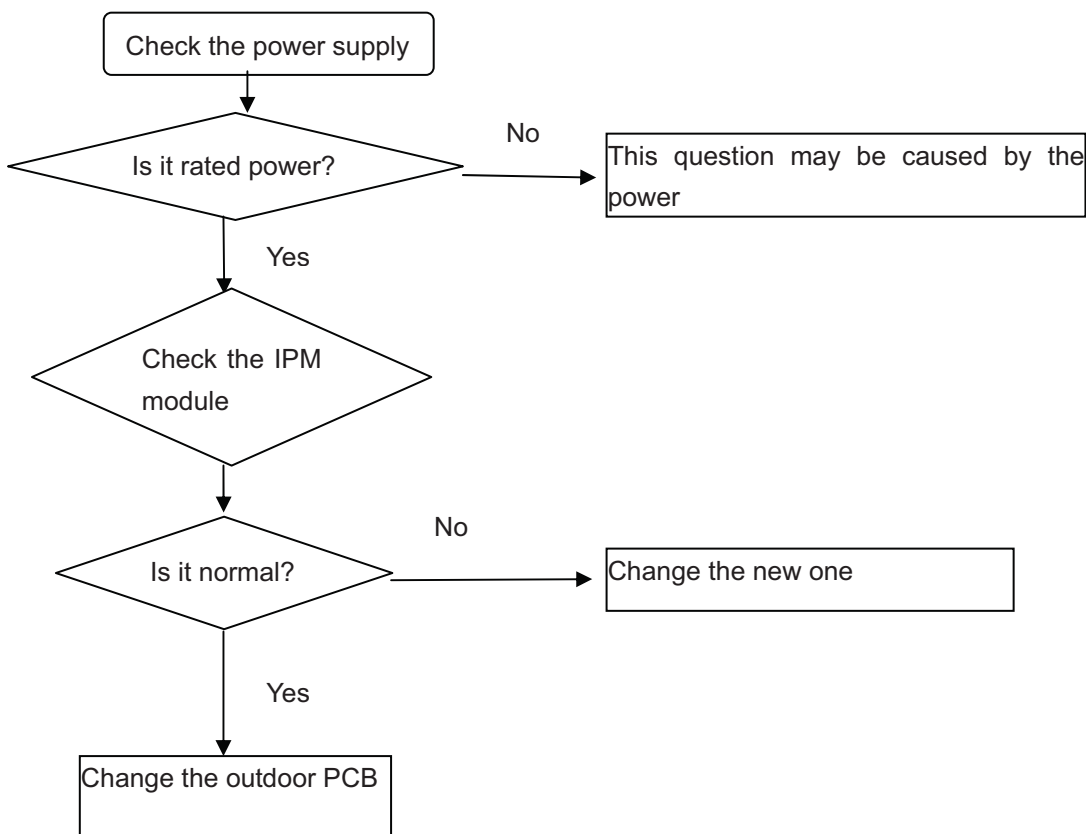 Check the power supply
Is it rated power?
No
This question may be caused by the
power
Yes
Check the IPM
module
Is it normal?
No
Change the new one
Yes
Change the outdoor PCB